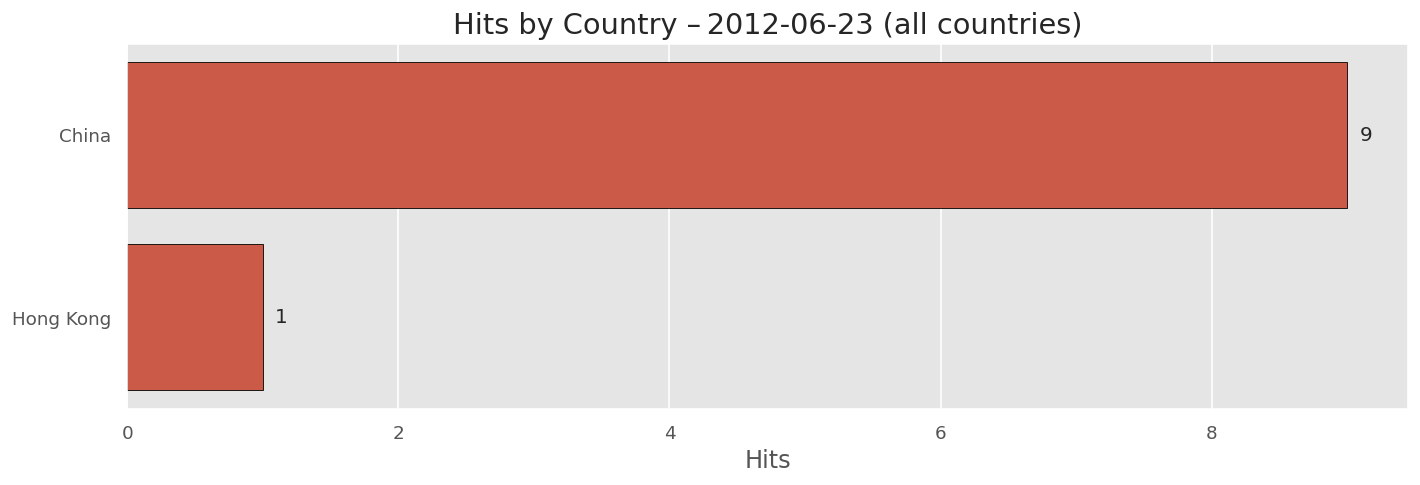 Hits by Country – 2012-06-23 (all countries)
China
9
Hong Kong
1
0 2 4 6 8
Hits